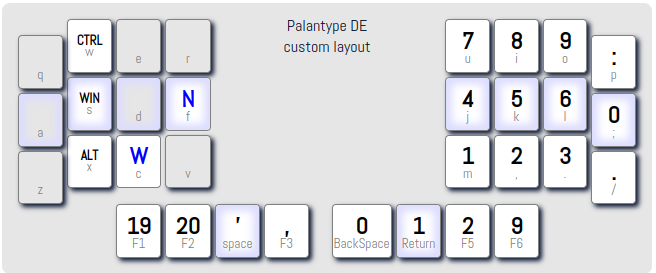 Palantype DE
custom layout
q
CTRL
w
e
r
7
u
8
i
9
o
:
p
a
WIN
s
d
N
f
4
j
5
k
6
l
0
;
z
ALT
x
W
c
v
1
m
2
,
3
.
.
/
19
F1
20
F2
'
space
,
F3
0
BackSpace
1
Return
2
F5
9
F6